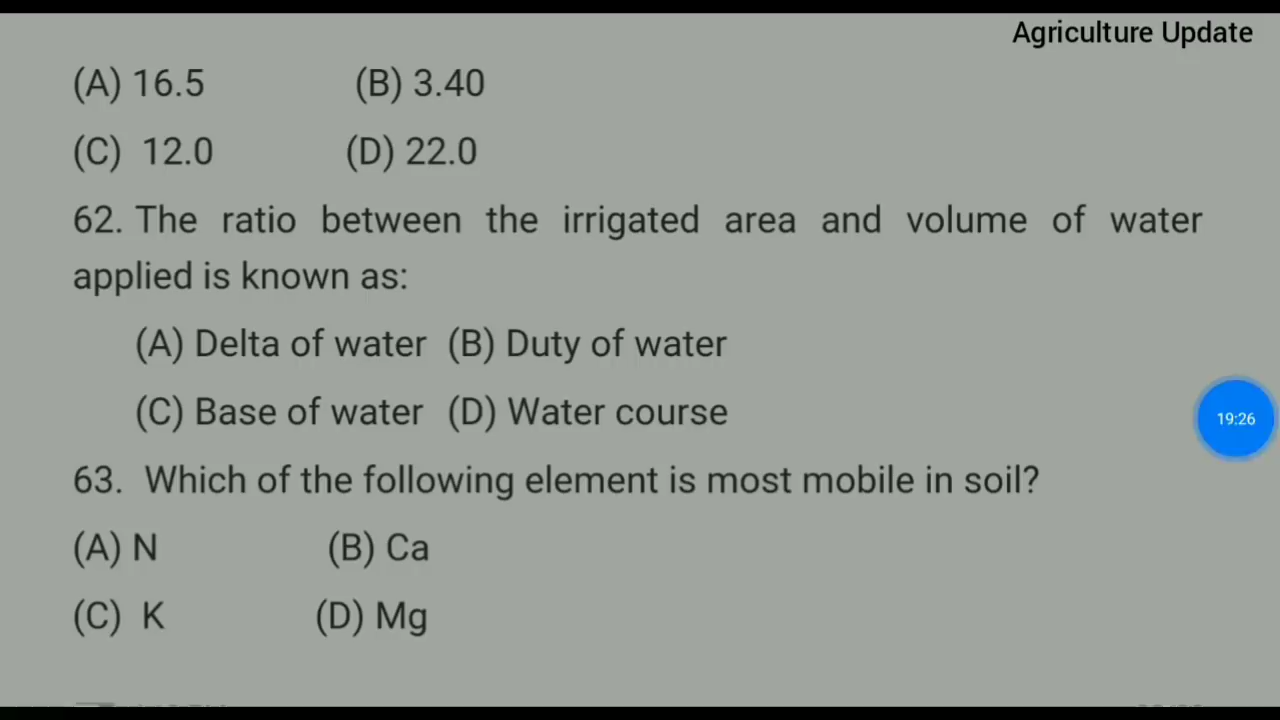 Agriculture Update
(A) 16.5 (B) 3.40
(C) 12.0 (D) 22.0
62. The ratio between the irrigated area and volume of water
applied is known as:
(A) Delta of water (B) Duty of water
(C) Base of water (D) Water course
19:26
63. Which of the following element is most mobile in soil?
(A) N (B) Ca
(C) K (D) Mg